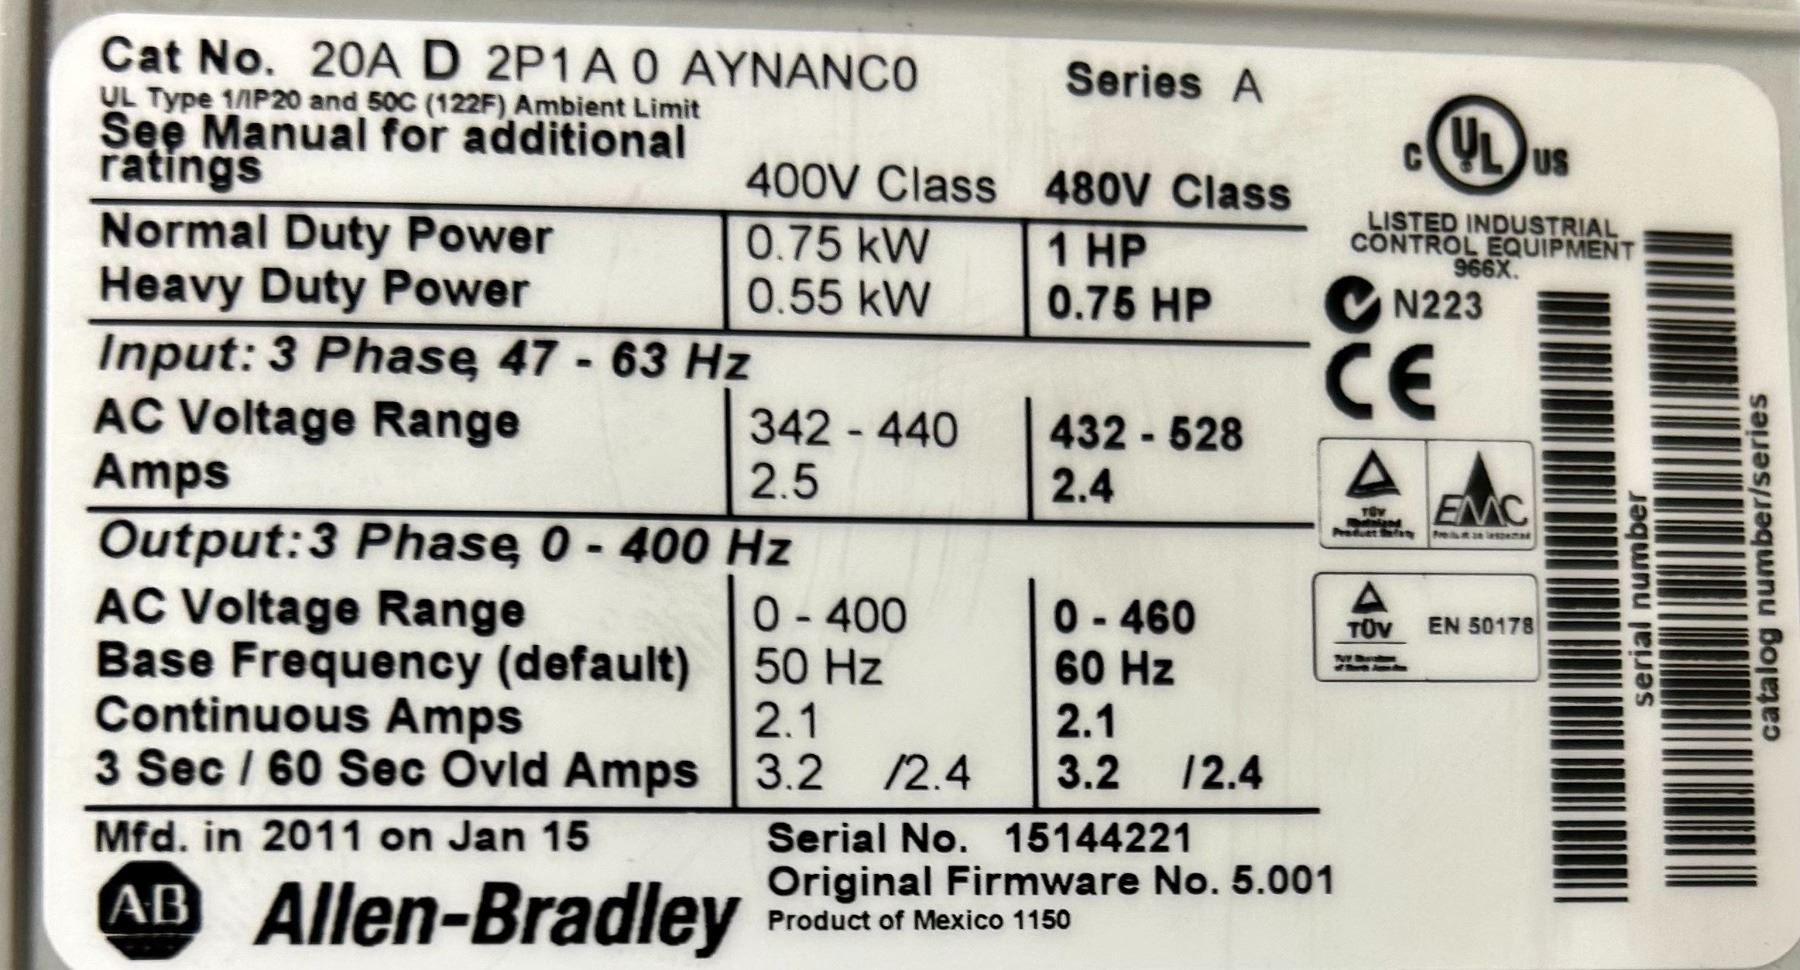 Cat No. 20A D 2P1 A 0 AYNANC0 Series A
UL Type 1/IP20 and 50C (122F) Ambient Limit
See Manual for additional
ratings
400V Class 480V Class
Normal Duty Power 0.75 kW 1 HP
Heavy Duty Power 0.55 kW 0.75 HP
Input: 3 Phase, 47 - 63 Hz
AC Voltage Range 342 - 440 432 - 528
Amps 2.5 2.4
Output: 3 Phase, 0 - 400 Hz
AC Voltage Range 0 - 400 0 - 460
Base Frequency (default) 50 Hz 60 Hz
Continuous Amps 2.1 2.1
3 Sec / 60 Sec Ovld Amps 3.2 /2.4 3.2 /2.4
Mfd. in 2011 on Jan 15
Serial No. 15144221
Original Firmware No. 5.001
Product of Mexico 1150
AB Allen-Bradley
C UL US
LISTED INDUSTRIAL
CONTROL EQUIPMENT
966X.
N223
CE
TÜV
Rheinland
Product Safety
EMC
TÜV
EN 50178
serial number
catalog number/series